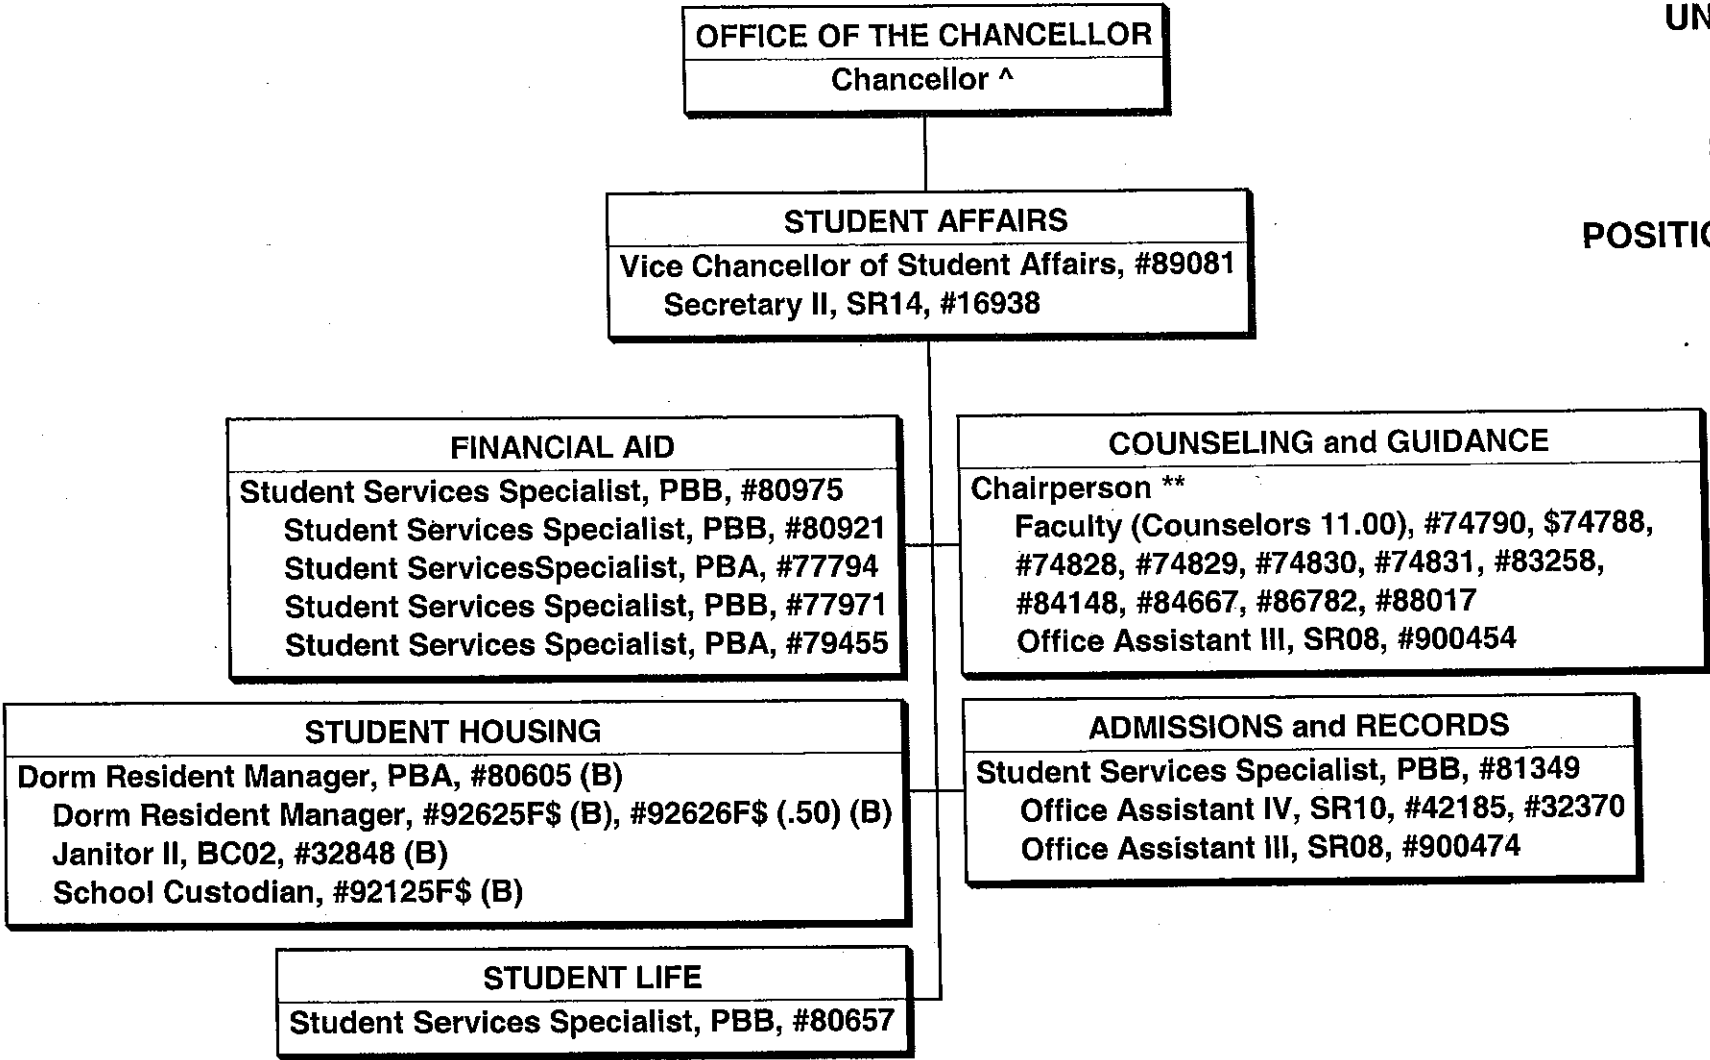 UN
OFFICE OF THE CHANCELLOR
Chancellor ^
STUDENT AFFAIRS
Vice Chancellor of Student Affairs, #89081
Secretary II, SR14, #16938
POSITIO
FINANCIAL AID
Student Services Specialist, PBB, #80975
Student Services Specialist, PBB, #80921
Student ServicesSpecialist, PBA, #77794
Student Services Specialist, PBB, #77971
Student Services Specialist, PBA, #79455
COUNSELING and GUIDANCE
Chairperson **
Faculty (Counselors 11.00), #74790, $74788,
#74828, #74829, #74830, #74831, #83258,
#84148, #84667, #86782, #88017
Office Assistant III, SR08, #900454
STUDENT HOUSING
Dorm Resident Manager, PBA, #80605 (B)
Dorm Resident Manager, #92625F$ (B), #92626F$ (.50) (B)
Janitor II, BC02, #32848 (B)
School Custodian, #92125F$ (B)
ADMISSIONS and RECORDS
Student Services Specialist, PBB, #81349
Office Assistant IV, SR10, #42185, #32370
Office Assistant III, SR08, #900474
STUDENT LIFE
Student Services Specialist, PBB, #80657